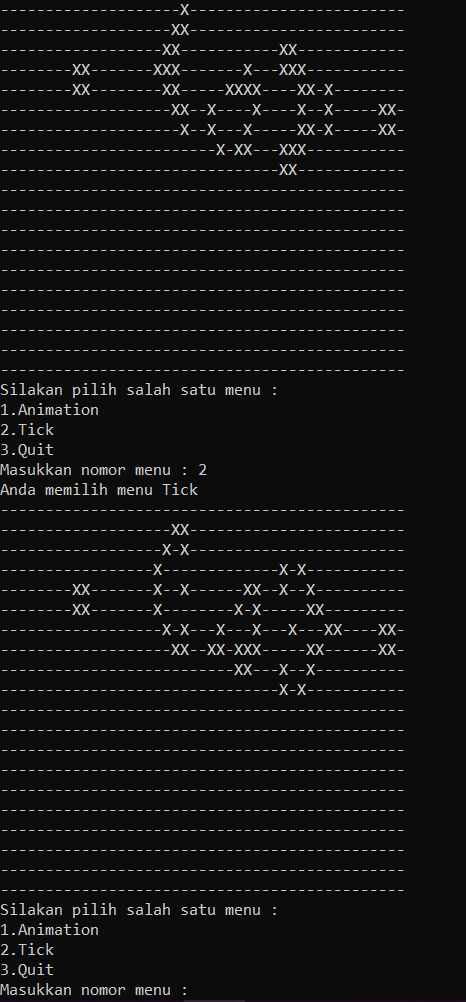 --------------------X------------------------
-------------------XX------------------------
------------------XX-----------XX------------
--------XX-------XXX-------X---XXX-----------
--------XX--------XX-----XXXX----XX-X--------
-------------------XX--X----X----X--X-----XX-
--------------------X--X---X-----XX-X-----XX-
------------------------X-XX---XXX-----------
-------------------------------XX------------
---------------------------------------------
---------------------------------------------
---------------------------------------------
---------------------------------------------
---------------------------------------------
---------------------------------------------
---------------------------------------------
---------------------------------------------
---------------------------------------------
---------------------------------------------
Silakan pilih salah satu menu :
1.Animation
2.Tick
3.Quit
Masukkan nomor menu : 2
Anda memilih menu Tick
---------------------------------------------
-------------------XX------------------------
------------------X-X------------------------
-----------------X-------------X-X-----------
--------XX-------X--X------XX--X--X----------
--------XX-------X--------X-X-----XX---------
------------------X-X---X---X---X---XX----XX-
-------------------XX--XX-XXX-----XX------XX-
--------------------------XX---X--X----------
-------------------------------X-X-----------
---------------------------------------------
---------------------------------------------
---------------------------------------------
---------------------------------------------
---------------------------------------------
---------------------------------------------
---------------------------------------------
---------------------------------------------
---------------------------------------------
---------------------------------------------
Silakan pilih salah satu menu :
1.Animation
2.Tick
3.Quit
Masukkan nomor menu :